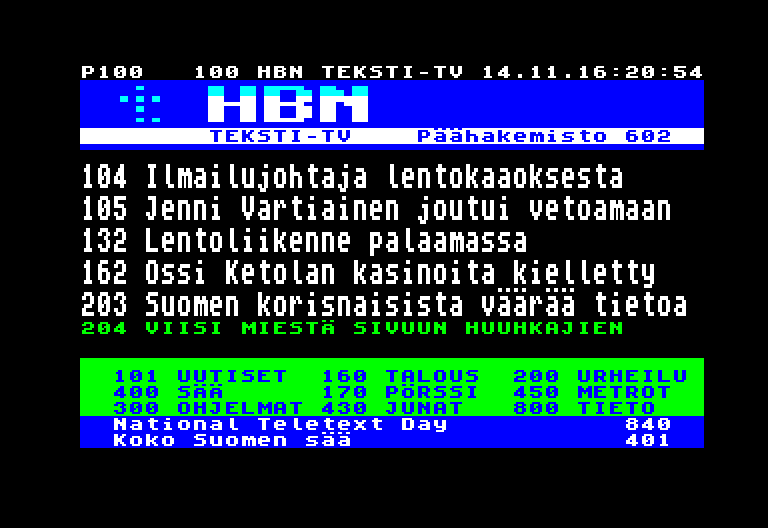 P100 100 HBN TEKSTI-TV 14.11.16:20:54
HBN
TEKSTI-TV Päähakemisto 602
104 Ilmailujohtaja lentokaaoksesta
105 Jenni Vartiainen joutui vetoamaan
132 Lentoliikenne palaamassa
162 Ossi Ketolan kasinoita kielletty
203 Suomen korisnaisista väärää tietoa
204 VIISI MIESTÄ SIVUUN HUUHKAJIEN
101 UUTISET 160 TALOUS 200 URHEILU
400 SÄÄ 170 PÖRSSI 450 METROT
300 OHJELMAT 430 JUNAT 800 TIETO
National Teletext Day 840
Koko Suomen sää 401